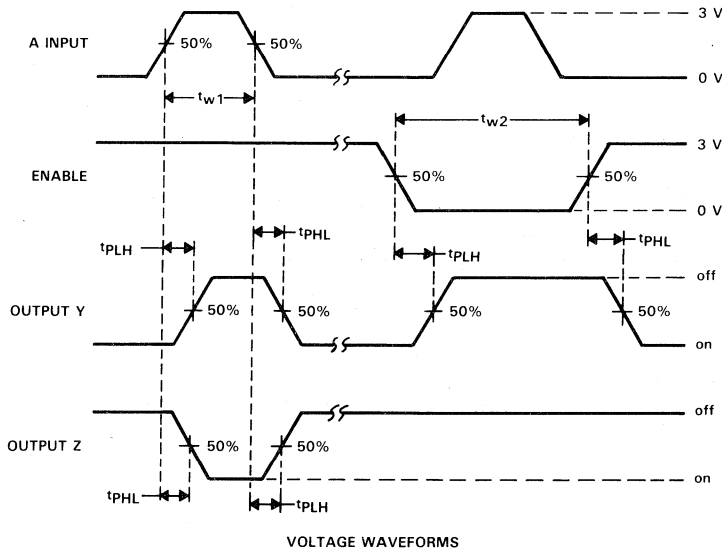 3 V
A INPUT
50%
50%
0 V
tw1
tw2
3 V
ENABLE
50%
50%
0 V
tPLH
tPHL
tPLH
tPHL
off
OUTPUT Y
50%
50%
50%
50%
on
off
OUTPUT Z
50%
50%
on
tPHL
tPLH
VOLTAGE WAVEFORMS